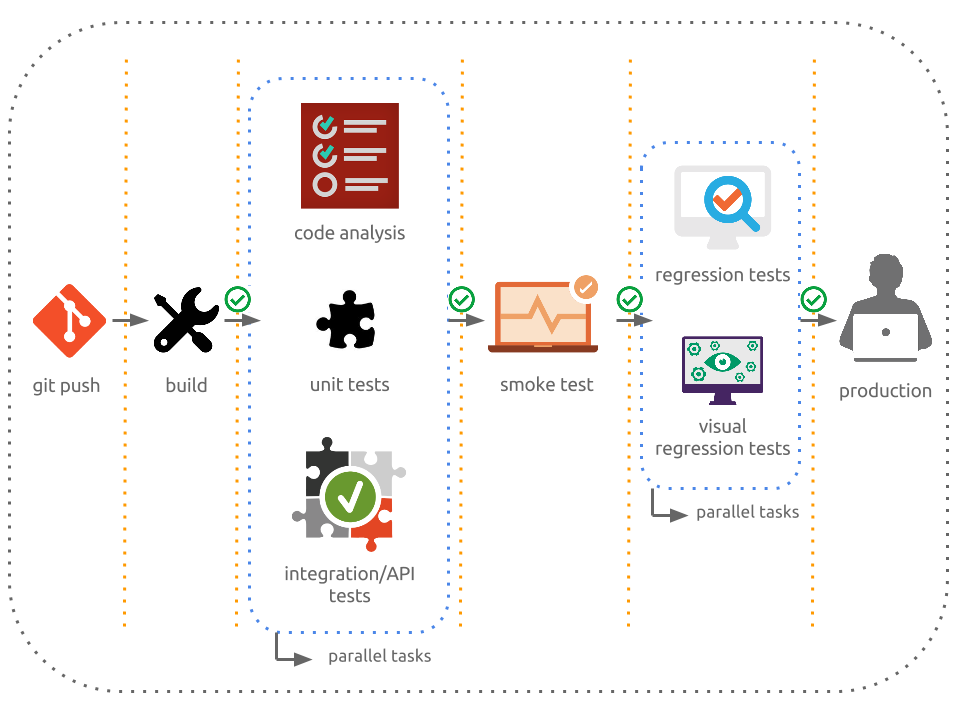 code analysis
regression tests
git push
build
unit tests
smoke test
production
visual
regression tests
parallel tasks
integration/API
tests
parallel tasks